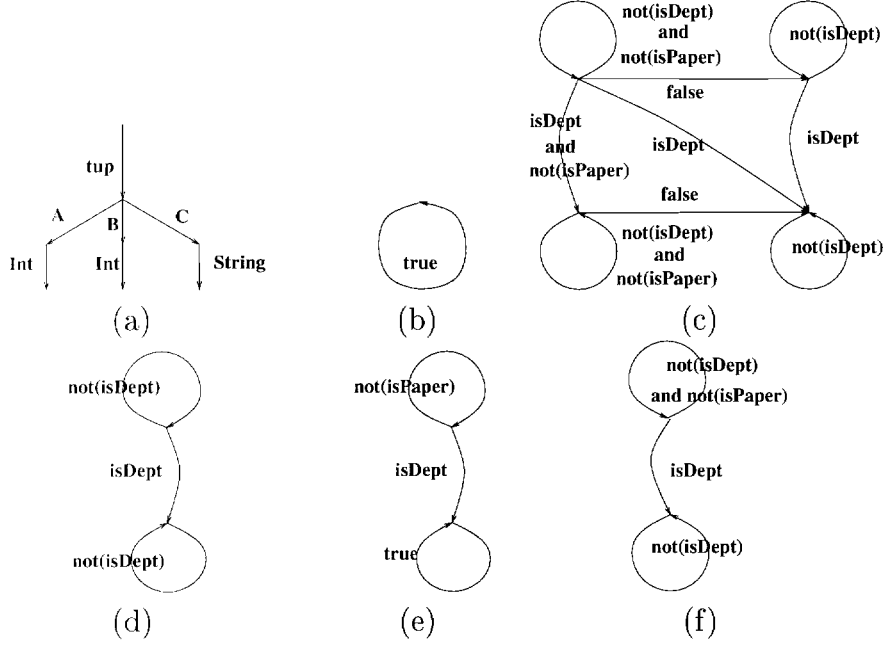 tup
A
B
C
Int
Int
String
(a)
true
(b)
not(isDept)
and
not(isPaper)
not(isDept)
false
isDept
and
not(isPaper)
isDept
isDept
false
not(isDept)
and
not(isPaper)
not(isDept)
(c)
not(isDept)
isDept
not(isDept)
(d)
not(isPaper)
isDept
true
(e)
not(isDept)
and not(isPaper)
isDept
not(isDept)
(f)